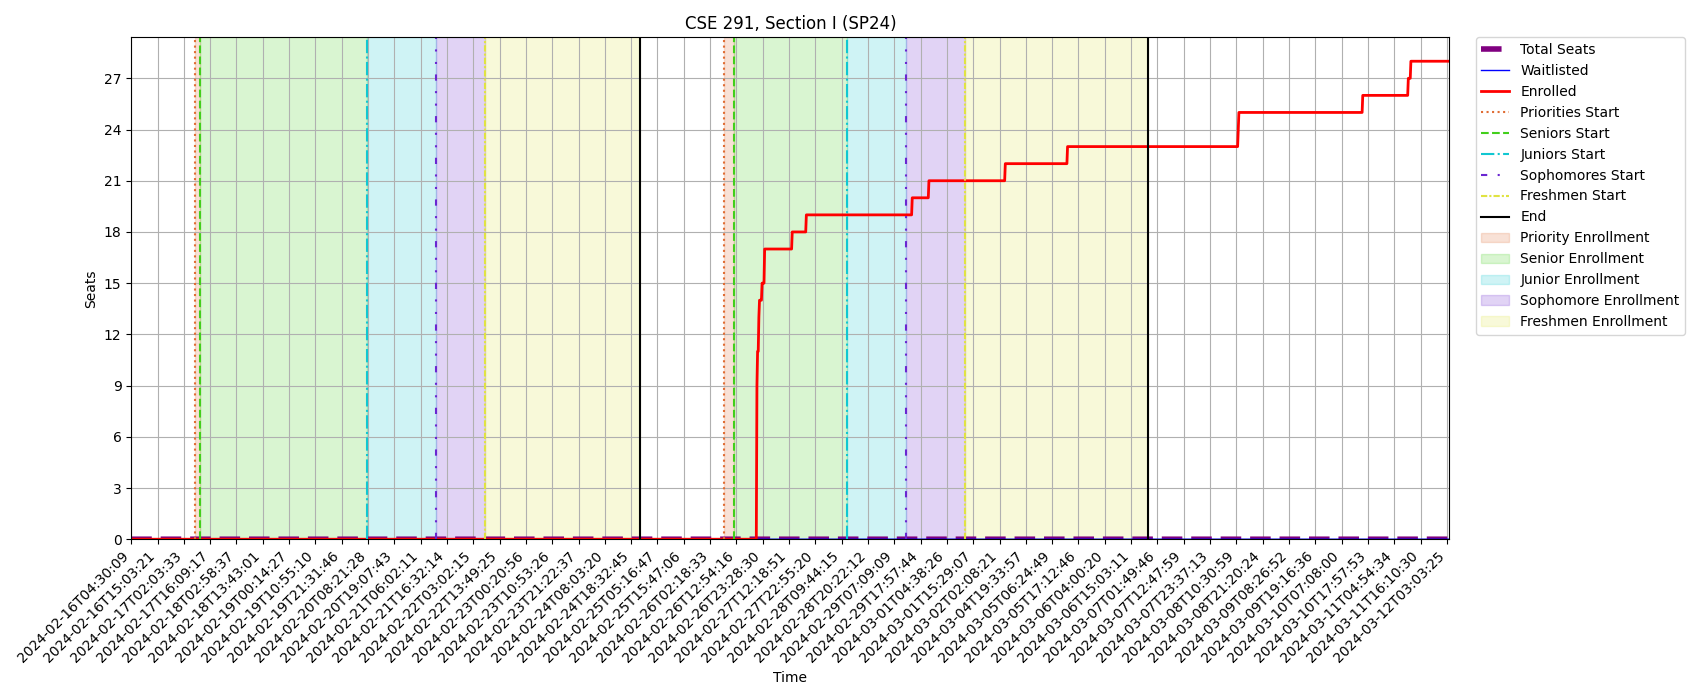 CSE 291, Section I (SP24)
Seats
27
24
21
18
15
12
9
6
3
0
2024-02-16T04:30:09
2024-02-16T15:03:21
2024-02-17T02:03:33
2024-02-17T16:09:17
2024-02-18T02:58:37
2024-02-18T13:43:01
2024-02-19T00:14:27
2024-02-19T10:55:10
2024-02-19T21:31:46
2024-02-20T08:21:28
2024-02-20T19:07:43
2024-02-21T06:02:11
2024-02-21T16:32:14
2024-02-22T03:02:15
2024-02-22T13:49:25
2024-02-23T00:20:56
2024-02-23T10:53:26
2024-02-23T21:22:37
2024-02-24T08:03:20
2024-02-24T18:32:45
2024-02-25T05:16:47
2024-02-25T15:47:06
2024-02-26T02:18:33
2024-02-26T12:54:16
2024-02-26T23:28:30
2024-02-27T12:18:51
2024-02-27T22:55:20
2024-02-28T09:44:15
2024-02-28T20:22:12
2024-02-29T07:09:09
2024-02-29T17:57:44
2024-03-01T04:38:26
2024-03-01T15:29:07
2024-03-02T02:08:21
2024-03-04T19:33:57
2024-03-05T06:24:49
2024-03-05T17:12:46
2024-03-06T04:00:20
2024-03-06T15:03:11
2024-03-07T01:49:46
2024-03-07T12:47:59
2024-03-07T23:37:13
2024-03-08T10:30:59
2024-03-08T21:20:24
2024-03-09T08:26:52
2024-03-09T19:16:36
2024-03-10T07:08:00
2024-03-10T17:57:53
2024-03-11T04:54:34
2024-03-11T16:10:30
2024-03-12T03:03:25
Time
Total Seats
Waitlisted
Enrolled
Priorities Start
Seniors Start
Juniors Start
Sophomores Start
Freshmen Start
End
Priority Enrollment
Senior Enrollment
Junior Enrollment
Sophomore Enrollment
Freshmen Enrollment